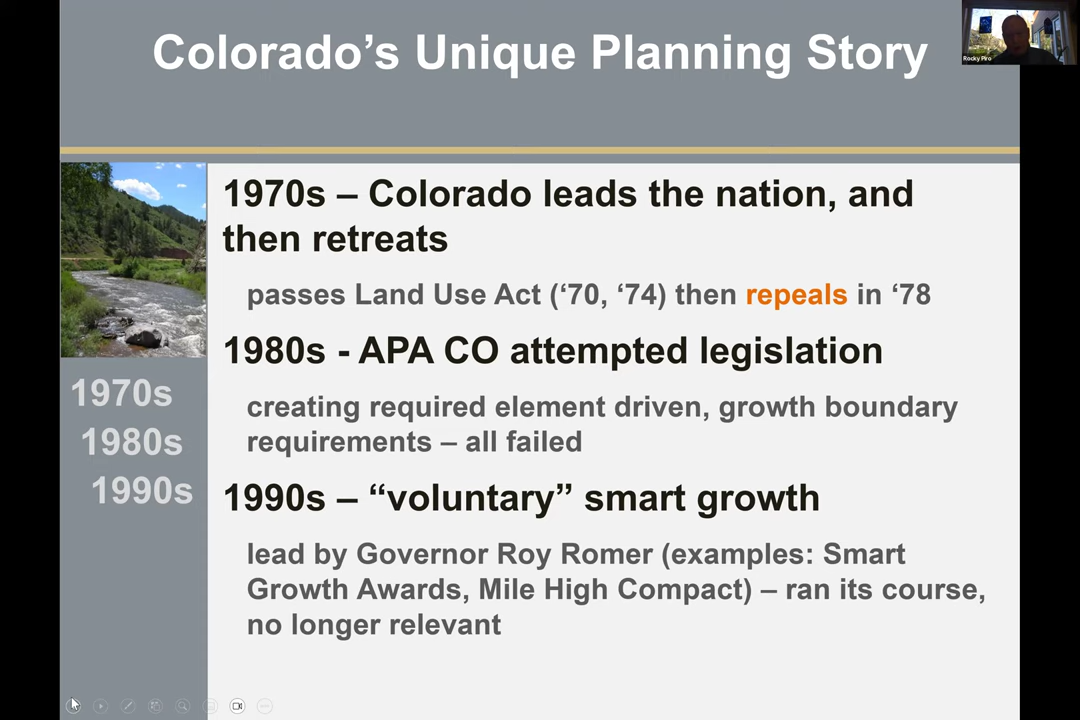 Colorado’s Unique Planning Story
Rocky Piro
1970s – Colorado leads the nation, and
then retreats
passes Land Use Act (‘70, ‘74) then repeals in ‘78
1980s - APA CO attempted legislation
creating required element driven, growth boundary
requirements – all failed
1990s – “voluntary” smart growth
lead by Governor Roy Romer (examples: Smart
Growth Awards, Mile High Compact) – ran its course,
no longer relevant
1970s
1980s
1990s